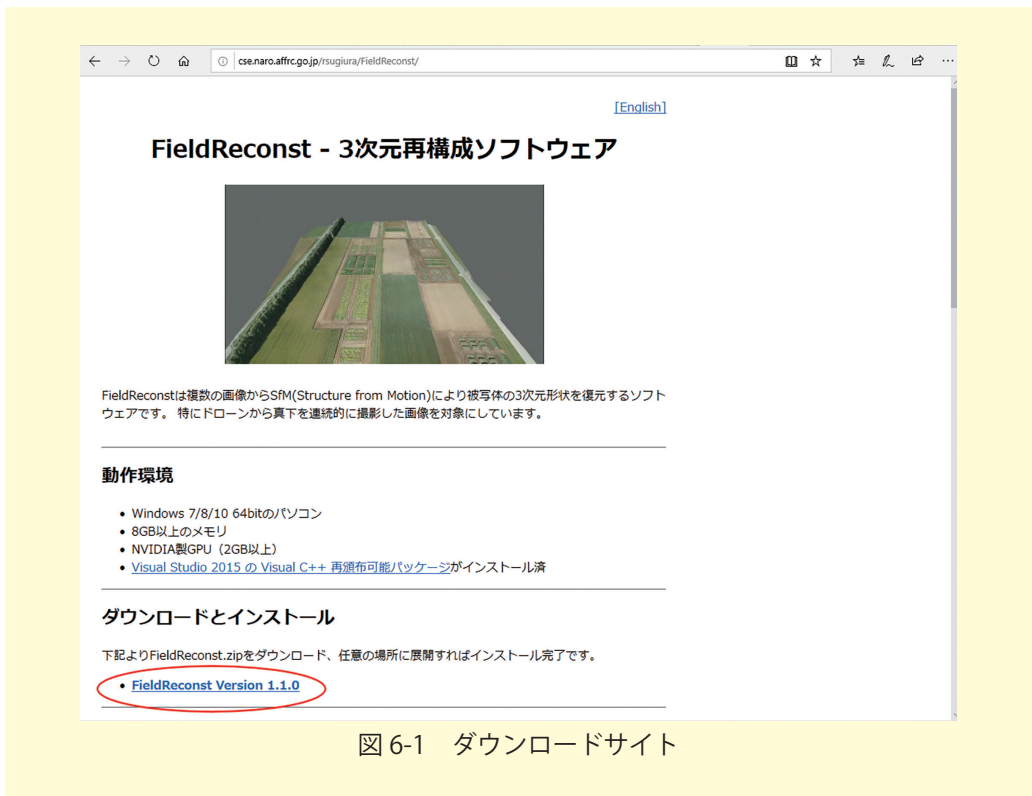 cse.naro.affrc.go.jp/rsugiura/FieldReconst/
[English]
FieldReconst - 3次元再構成ソフトウェア
FieldReconstは複数の画像からSfM(Structure from Motion)により被写体の3次元形状を復元するソフト
ウェアです。 特にドローンから真下を連続的に撮影した画像を対象にしています。
動作環境
• Windows 7/8/10 64bitのパソコン
• 8GB以上のメモリ
• NVIDIA製GPU（2GB以上）
• Visual Studio 2015 の Visual C++ 再頒布可能パッケージがインストール済
ダウンロードとインストール
下記よりFieldReconst.zipをダウンロード、任意の場所に展開すればインストール完了です。
• FieldReconst Version 1.1.0
図 6-1　ダウンロードサイト